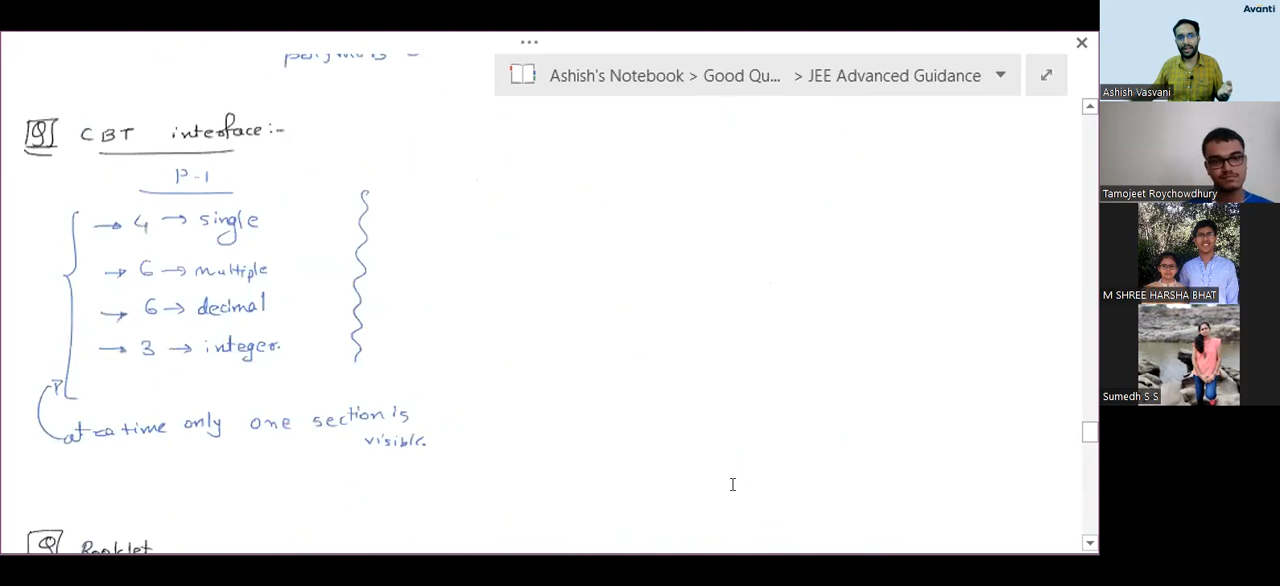 Avanti
Ashish's Notebook > Good Qu... > JEE Advanced Guidance
Ashish Vasvani
Q CBT interface:-
P-1
→ 4 → single
→ 6 → multiple
→ 6 → decimal
→ 3 → integer.
at a time only one section is
visible.
Q Booklet
Tamojeet Roychowdhury
M SHREE HARSHA BHAT
Sumedh S S